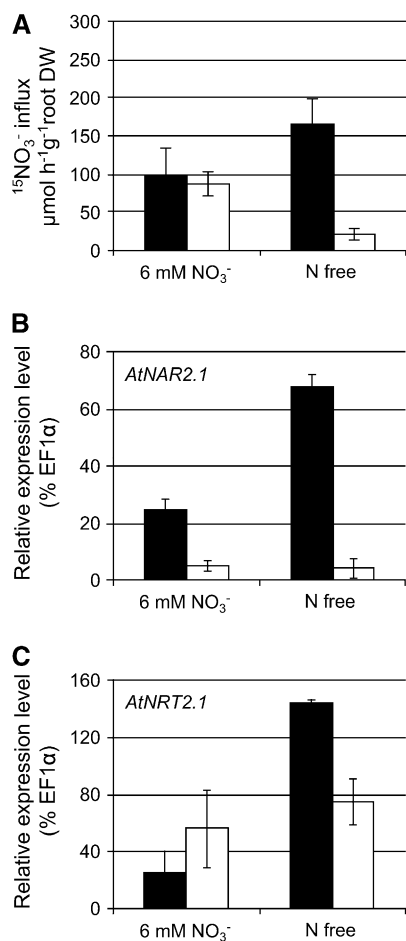 A
¹⁵NO₃⁻ influx
µmol h⁻¹g⁻¹root DW
300
250
200
150
100
50
0
6 mM NO₃⁻
N free
B
AtNAR2.1
Relative expression level
(% EF1α)
80
60
40
20
0
6 mM NO₃⁻
N free
C
AtNRT2.1
Relative expression level
(% EF1α)
160
120
80
40
0
6 mM NO₃⁻
N free